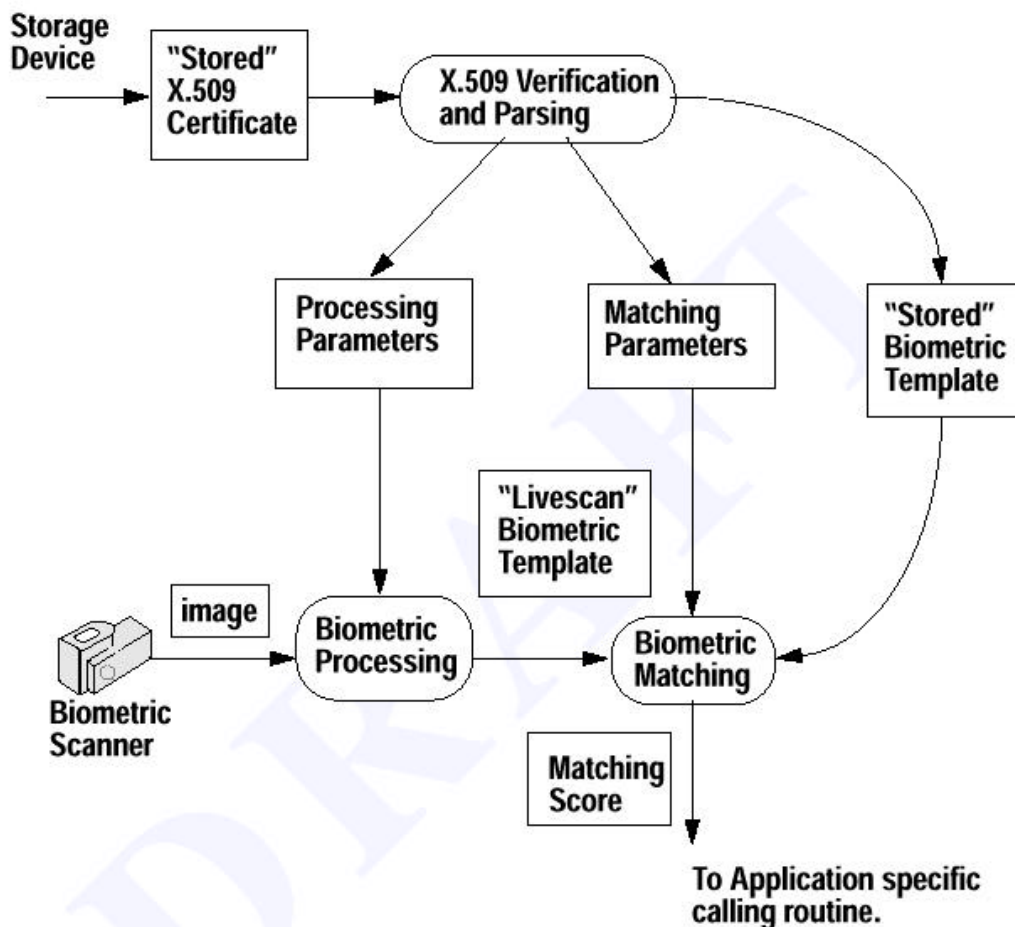 Storage
Device
"Stored"
X.509
Certificate
X.509 Verification
and Parsing
Processing
Parameters
Matching
Parameters
"Stored"
Biometric
Template
"Livescan"
Biometric
Template
image
Biometric
Processing
Biometric
Matching
Biometric
Scanner
Matching
Score
To Application specific
calling routine.
DRAFT